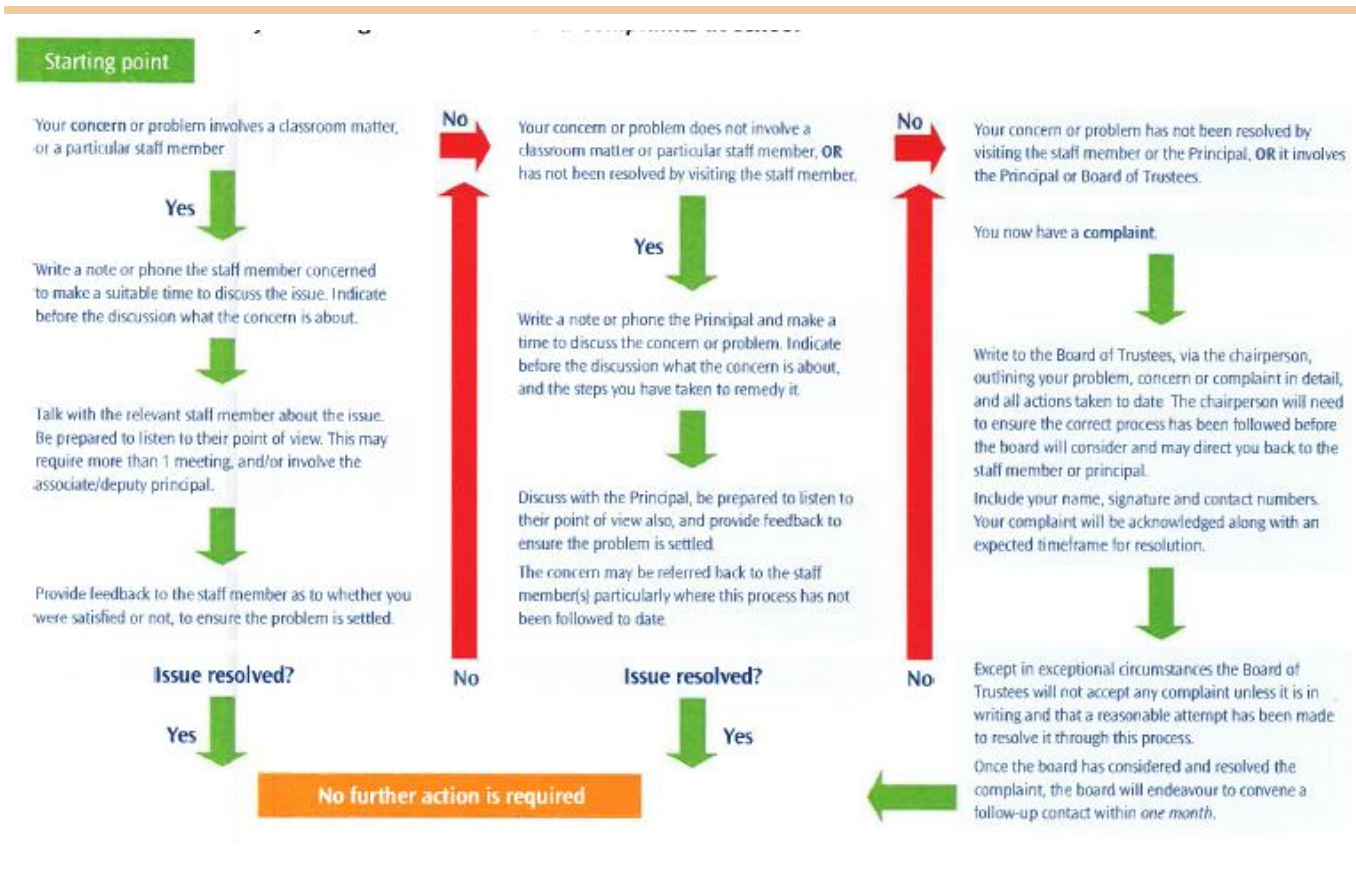 complaints at school
Starting point
Your concern or problem involves a classroom matter,
or a particular staff member
Yes
Write a note or phone the staff member concerned
to make a suitable time to discuss the issue. Indicate
before the discussion what the concern is about.
Talk with the relevant staff member about the issue.
Be prepared to listen to their point of view. This may
require more than 1 meeting, and/or involve the
associate/deputy principal.
Provide feedback to the staff member as to whether you
were satisfied or not, to ensure the problem is settled.
Issue resolved?
Yes
No
No
Your concern or problem does not involve a
classroom matter or particular staff member, OR
has not been resolved by visiting the staff member.
Yes
Write a note or phone the Principal and make a
time to discuss the concern or problem. Indicate
before the discussion what the concern is about,
and the steps you have taken to remedy it.
Discuss with the Principal, be prepared to listen to
their point of view also, and provide feedback to
ensure the problem is settled
The concern may be referred back to the staff
member(s) particularly where this process has not
been followed to date
Issue resolved?
Yes
No
No
Your concern or problem has not been resolved by
visiting the staff member or the Principal, OR it involves
the Principal or Board of Trustees.
You now have a complaint.
Write to the Board of Trustees, via the chairperson,
outlining your problem, concern or complaint in detail,
and all actions taken to date The chairperson will need
to ensure the correct process has been followed before
the board will consider and may direct you back to the
staff member or principal.
Include your name, signature and contact numbers.
Your complaint will be acknowledged along with an
expected timeframe for resolution.
Except in exceptional circumstances the Board of
Trustees will not accept any complaint unless it is in
writing and that a reasonable attempt has been made
to resolve it through this process.
Once the board has considered and resolved the
complaint, the board will endeavour to convene a
follow-up contact within one month.
No further action is required